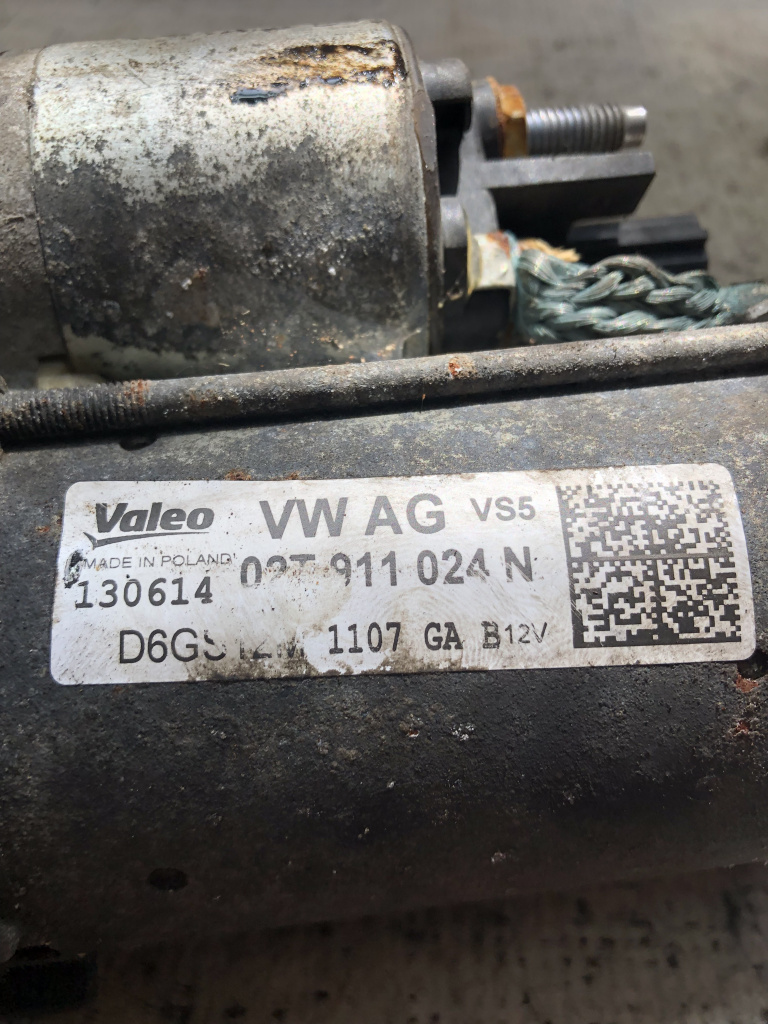 Valeo VW AG VS5
MADE IN POLAND 911 024 N
130614
1107 GA B 12V